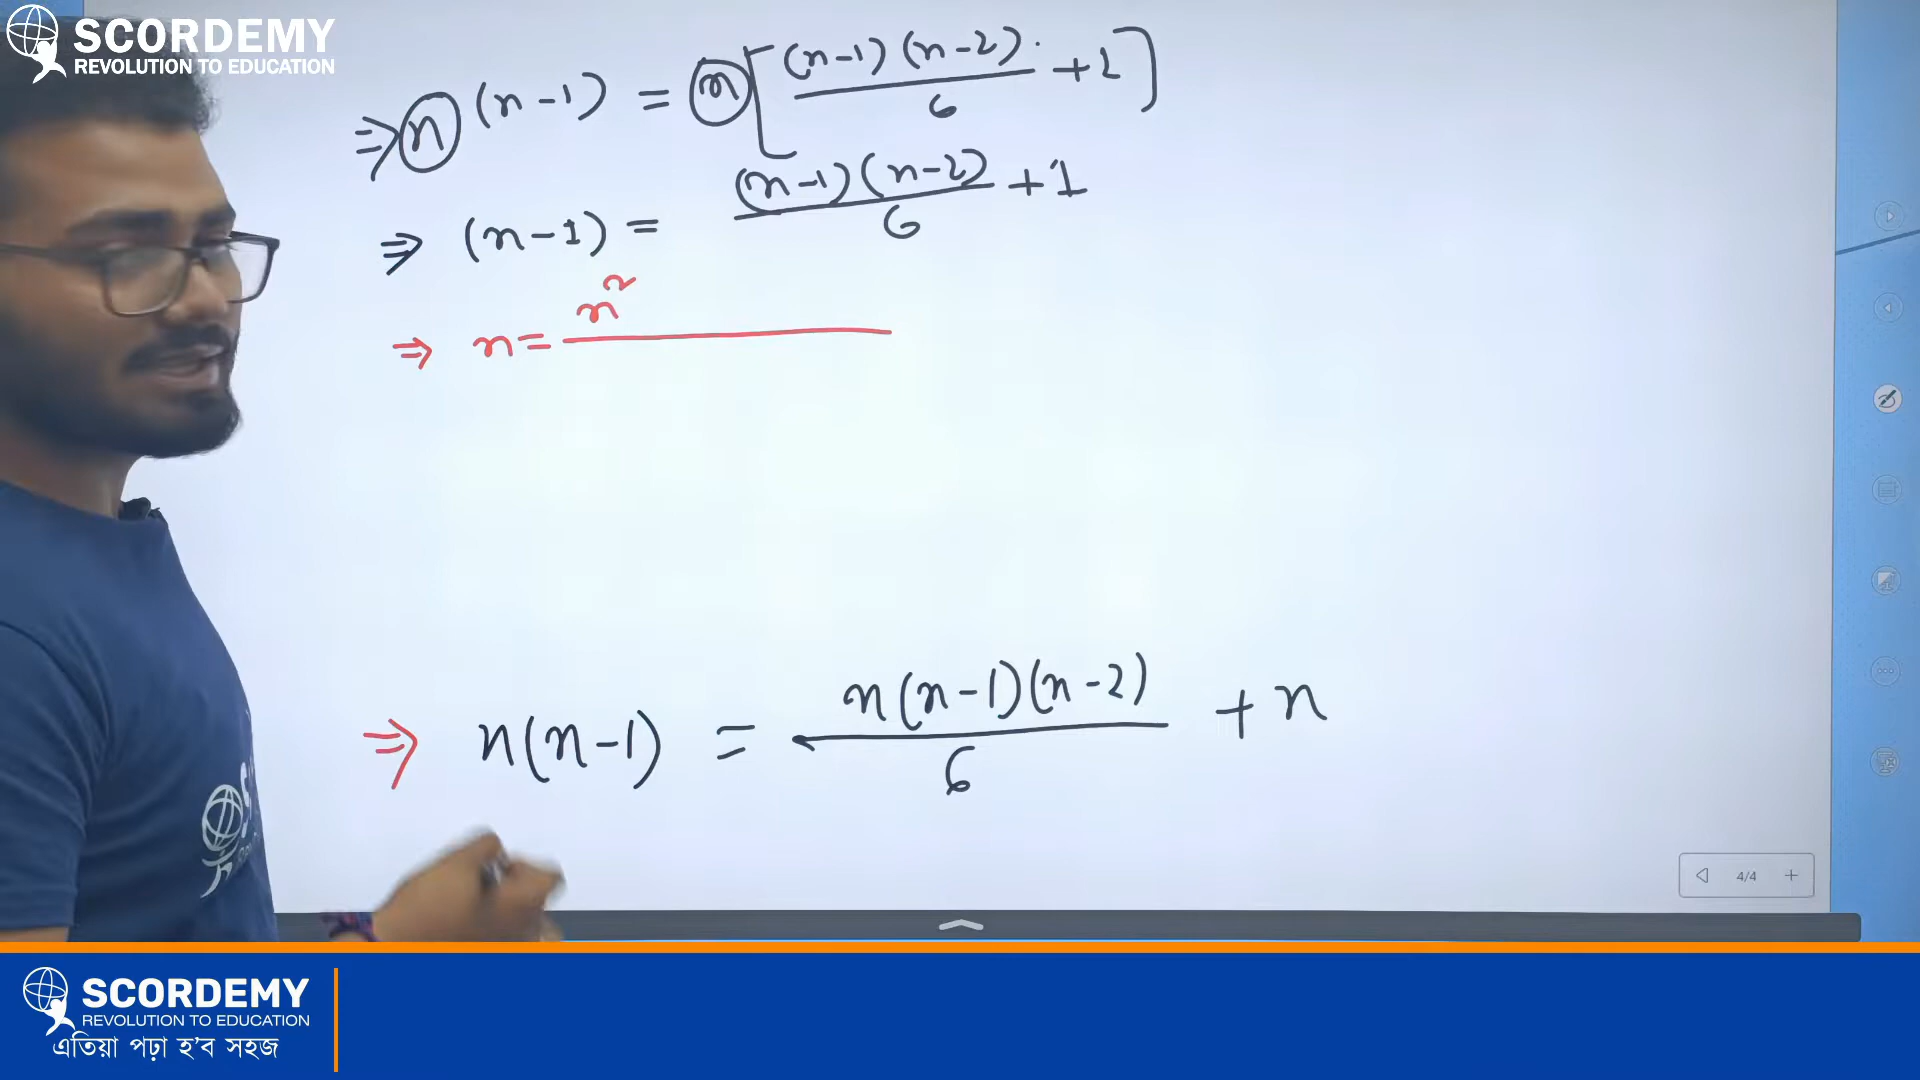 SCORDEMY
REVOLUTION TO EDUCATION
⇒ n (n-1) = n [ (n-1)(n-2) / 6 + 1 ]
⇒ (n-1) = (n-1)(n-2) / 6 + 1
⇒ n = n²
⇒ n(n-1) = n(n-1)(n-2) / 6 + n
4/4
SCORDEMY
REVOLUTION TO EDUCATION
এতিয়া পঢ়া হ'ব সহজ